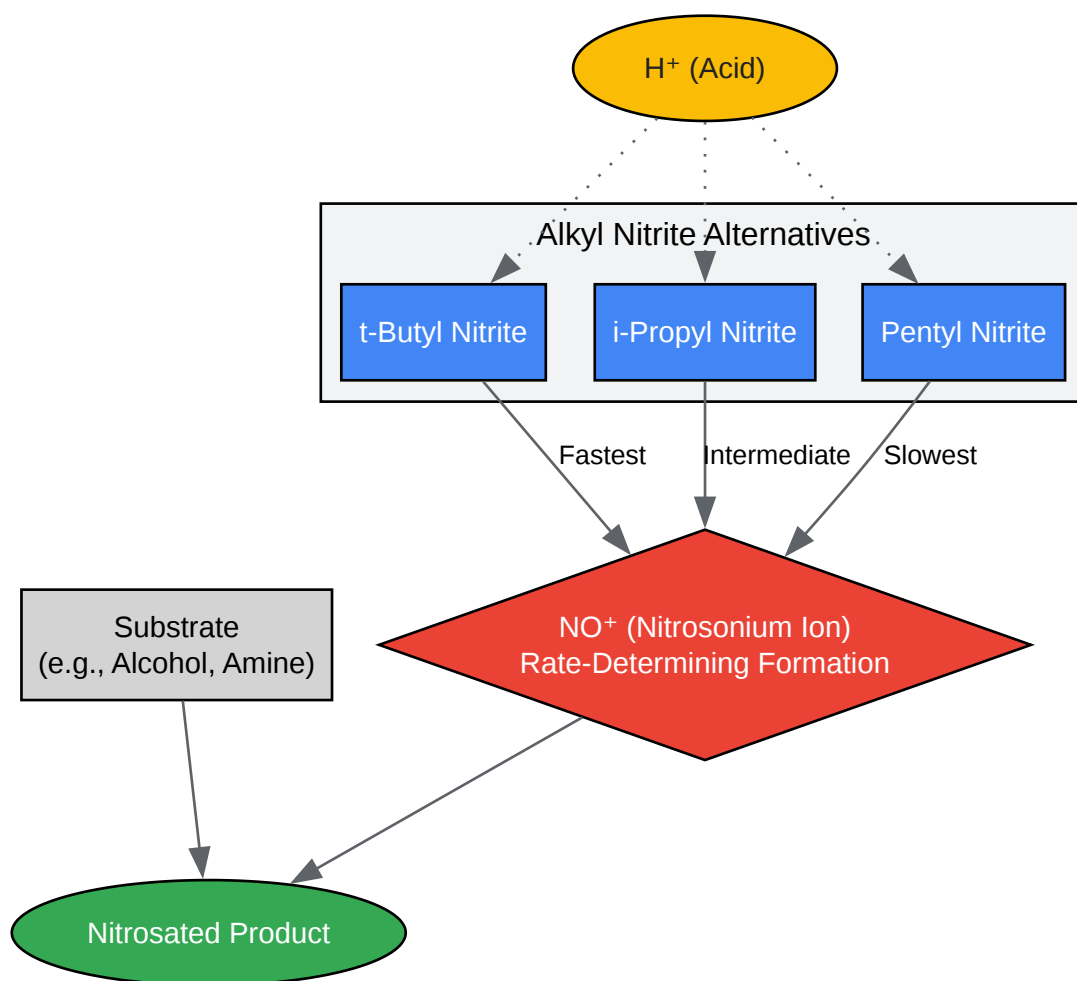 H⁺ (Acid)
Alkyl Nitrite Alternatives
t-Butyl Nitrite
i-Propyl Nitrite
Pentyl Nitrite
Fastest
Intermediate
Slowest
Substrate
(e.g., Alcohol, Amine)
NO⁺ (Nitrosonium Ion)
Rate-Determining Formation
Nitrosated Product